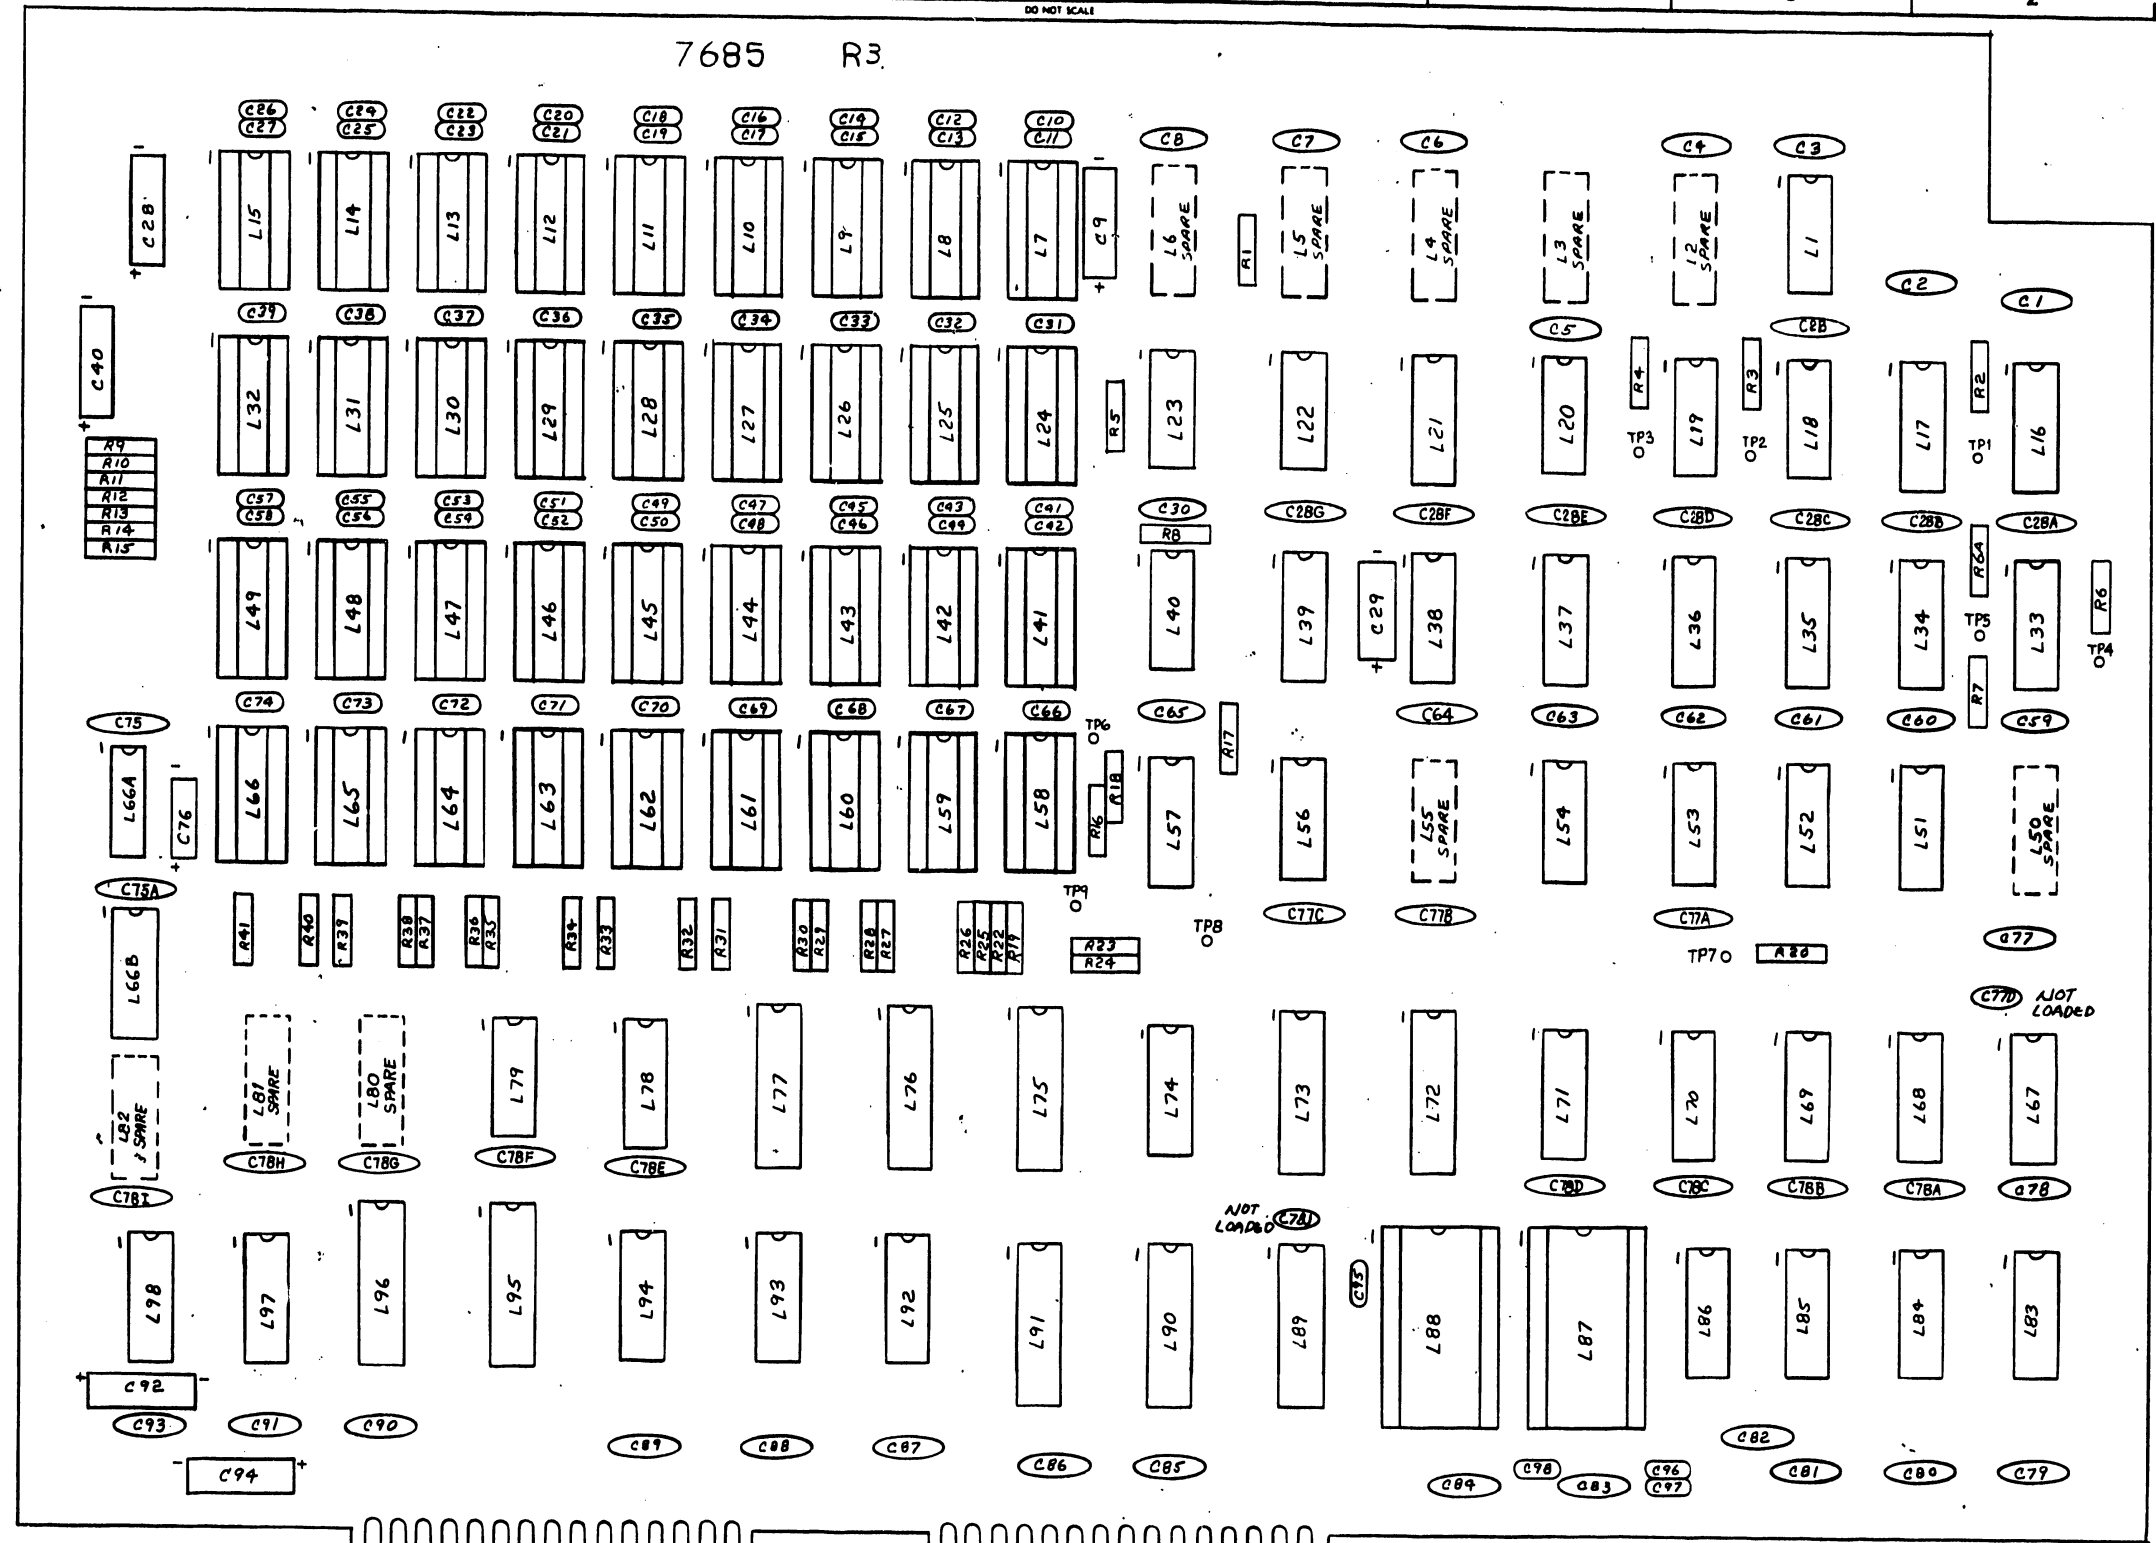 DO NOT SCALE
2
7685 R3
C26 C24 C22 C20 C18 C16 C14 C12 C10
C27 C25 C23 C21 C19 C17 C15 C13 C11
C8 C7 C6 C4 C3
- -
C28 L15 L14 L13 L12 L11 L10 L9 L8 L7 C9 L6 SPARE R1 L5 SPARE L4 SPARE L3 SPARE L2 SPARE L1
+ +
C2 C1
C39 C38 C37 C36 C35 C34 C33 C32 C31 C5 C2B
-
C40 L32 L31 L30 L29 L28 L27 L26 L25 L24 R5 L23 L22 L21 L20 R4 L19 R3 L18 L17 R2 L16
+
TP3 TP2 TP1
R9
R10
R11
R12
R13
R14
R15
C57 C55 C53 C51 C49 C47 C45 C43 C41
C58 C56 C54 C52 C50 C48 C46 C44 C42
C30 C28G C28F C28E C28D C28C C28B C28A
R8
-
L49 L48 L47 L46 L45 L44 L43 L42 L41 L40 L39 C29 L38 L37 L36 L35 L34 R6A L33 R6
+
TP5 TP4
R7
C75 C74 C73 C72 C71 C70 C69 C68 C67 C66 C65 C64 C63 C62 C61 C60 C59
TP6
R17
-
L66A C76 L66 L65 L64 L63 L62 L61 L60 L59 L58 R16 R18 L57 L56 L55 SPARE L54 L53 L52 L51 L50 SPARE
+
C75A
TP9
C77C C77B C77A
TP8
C77
R41 R40 R39 R38 R37 R36 R35 R34 R33 R32 R31 R30 R29 R28 R27 R26 R25 R22 R19
R23
R24
TP7 R20
C77D NOT LOADED
L66B
L82 SPARE L81 SPARE L80 SPARE L79 L78 L77 L76 L75 L74 L73 L72 L71 L70 L69 L68 L67
C78I C78H C78G C78F C78E C78D C78C C78B C78A C78
NOT LOADED C78J
L98 L97 L96 L95 L94 L93 L92 L91 L90 L89 C95 L88 L87 L86 L85 L84 L83
+ C92 -
C93 C91 C90 C89 C88 C87 C86 C85 C84 C98 C83 C96 C97 C82 C81 C80 C79
- C94 +